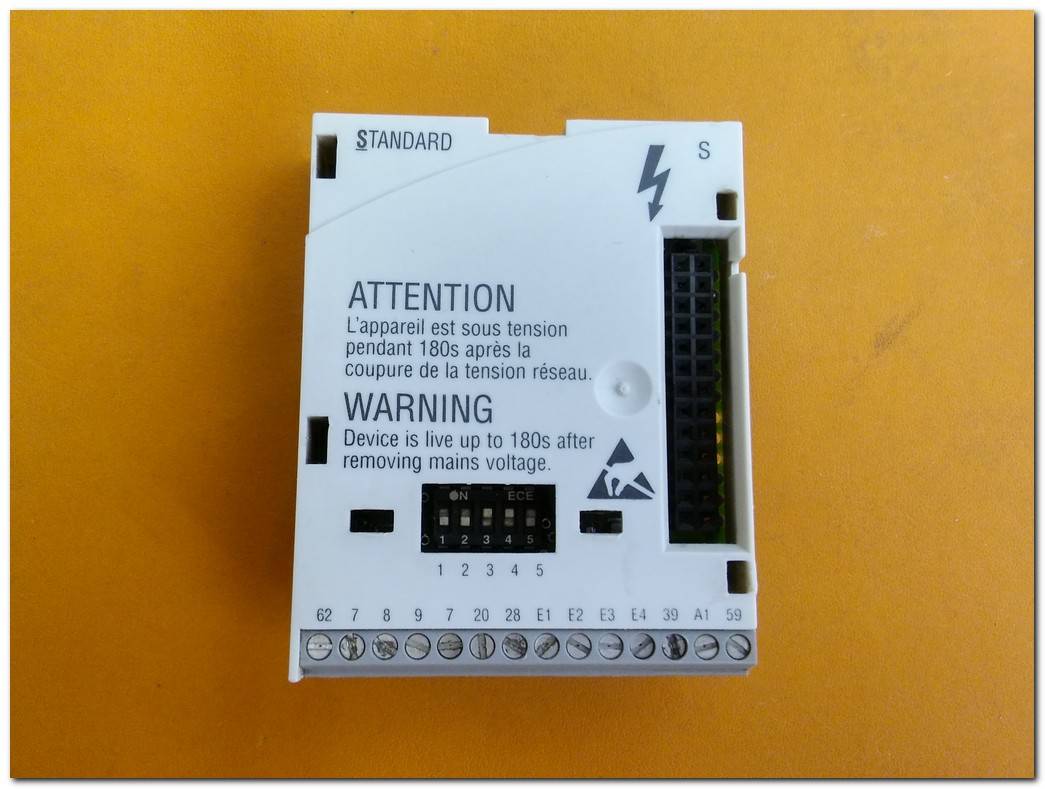 STANDARD
S
ATTENTION
L'appareil est sous tension
pendant 180s après la
coupure de la tension réseau.
WARNING
Device is live up to 180s after
removing mains voltage.
ON ECE
1 2 3 4 5
1 2 3 4 5
62 7 8 9 7 20 28 E1 E2 E3 E4 39 A1 59